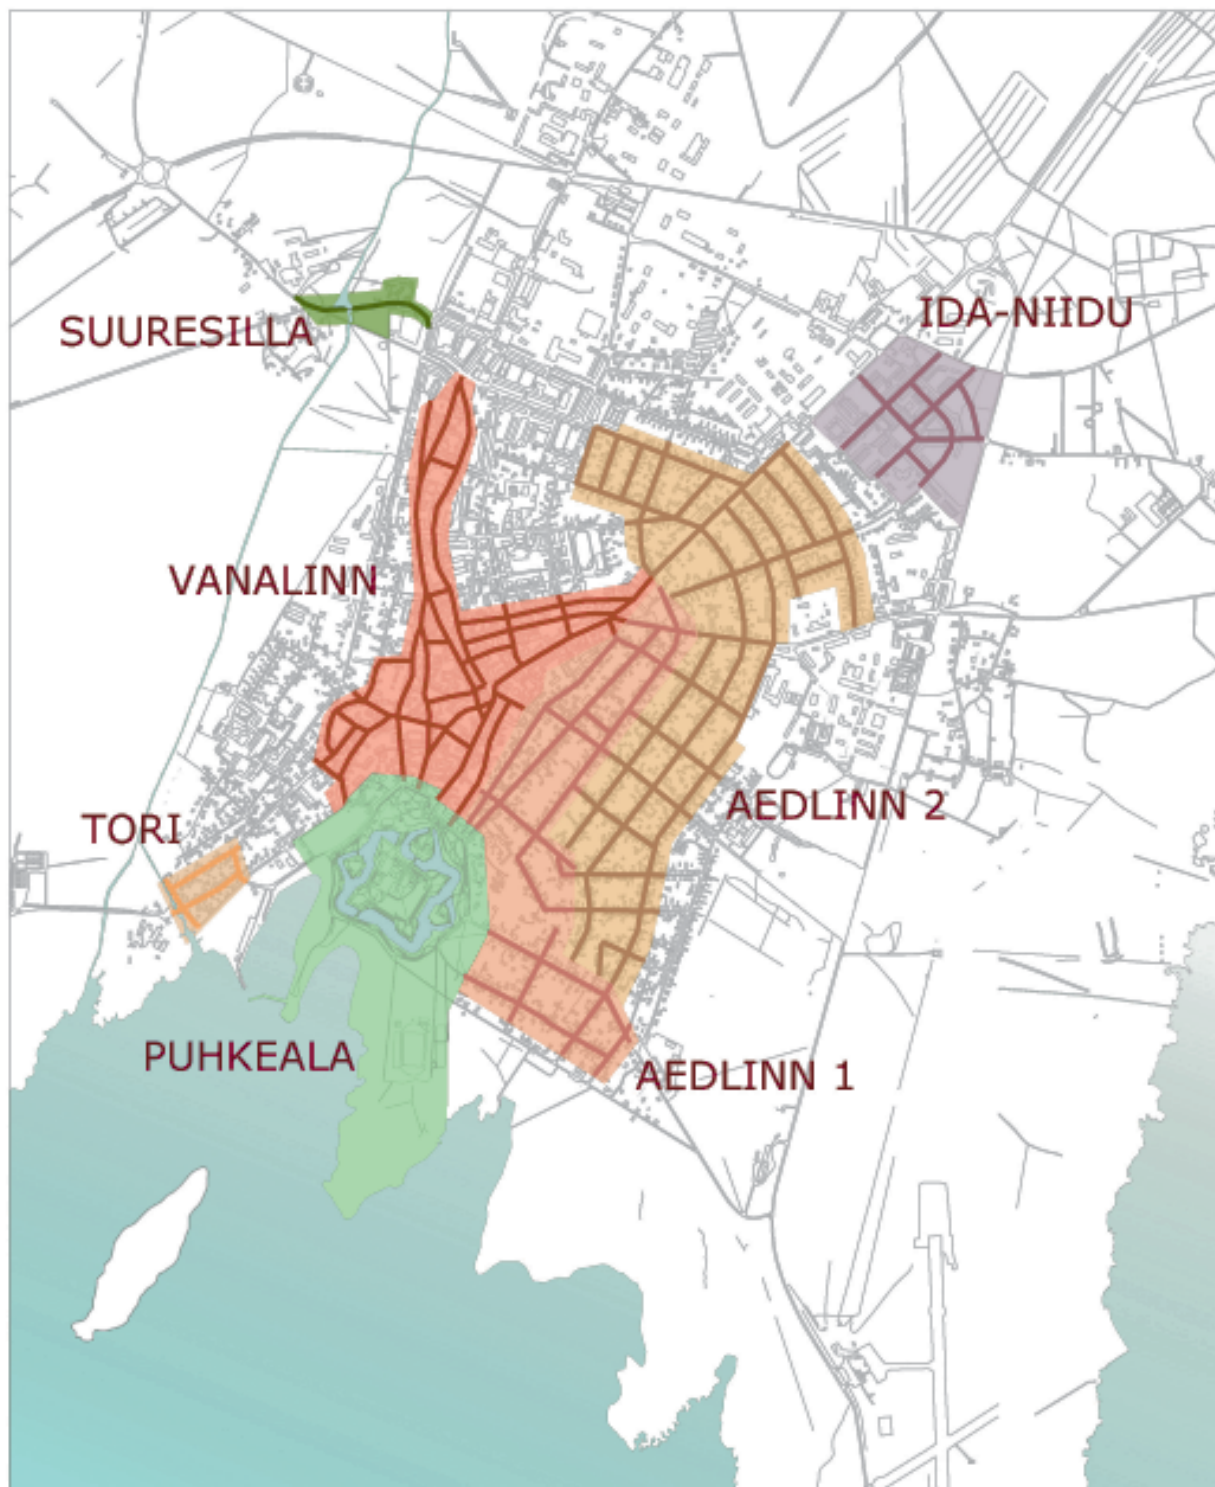 IDA-NIIDU
SUURESILLA
VANALINN
AEDLINN 2
TORI
PUHKEALA
AEDLINN 1